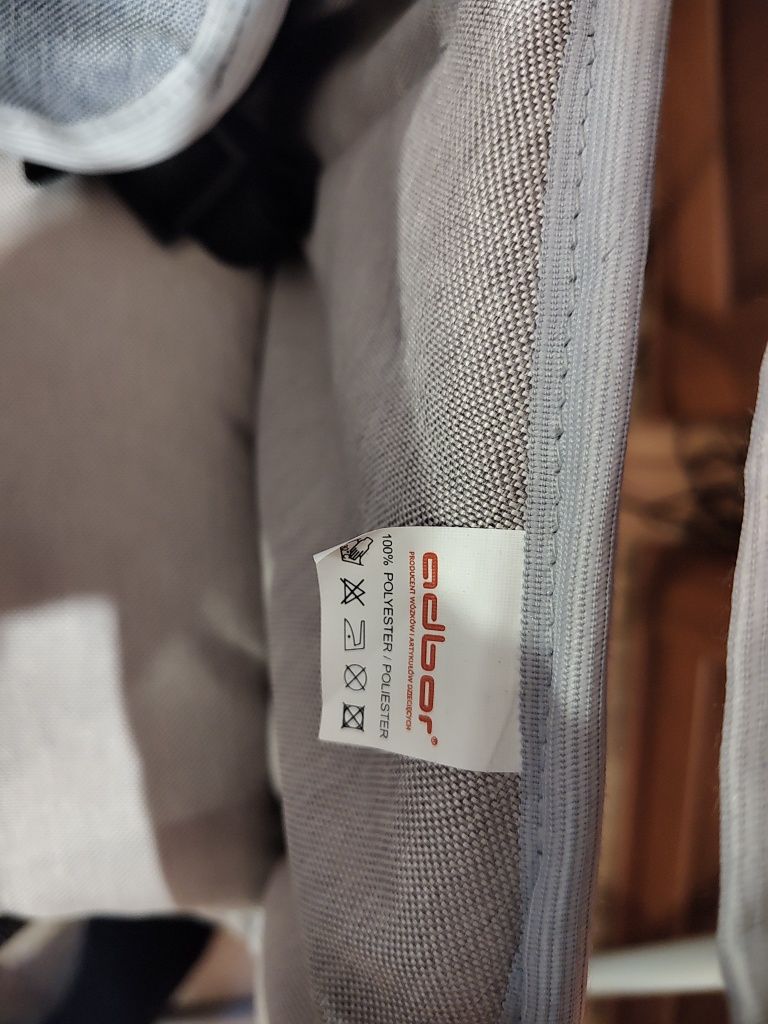 adbor®
PRODUCENT WÓZKÓW I ARTYKUŁÓW DZIECIĘCYCH
100% POLYESTER / POLIESTER